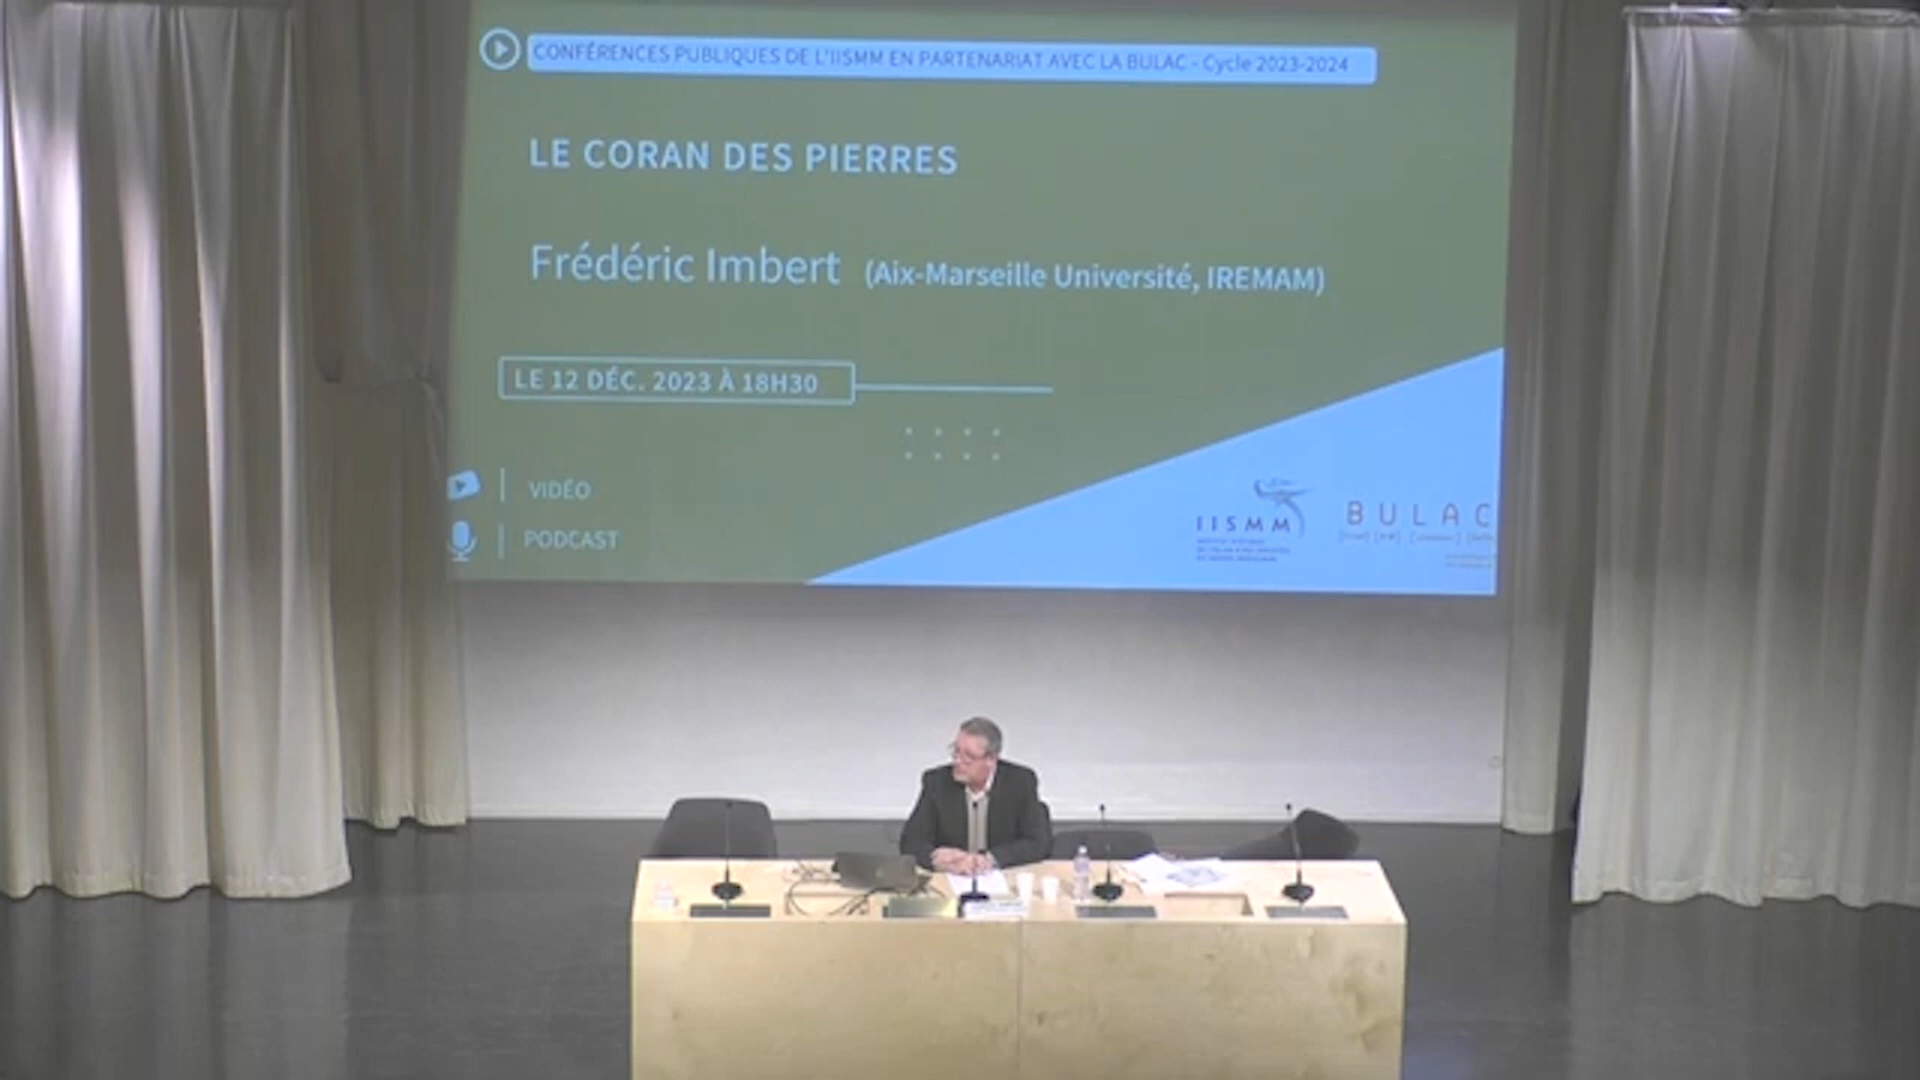 CONFÉRENCES PUBLIQUES DE L'IISMM EN PARTENARIAT AVEC LA BULAC - Cycle 2023-2024
LE CORAN DES PIERRES
Frédéric Imbert (Aix-Marseille Université, IREMAM)
LE 12 DÉC. 2023 À 18H30
VIDÉO
PODCAST
IISMM
BULAC